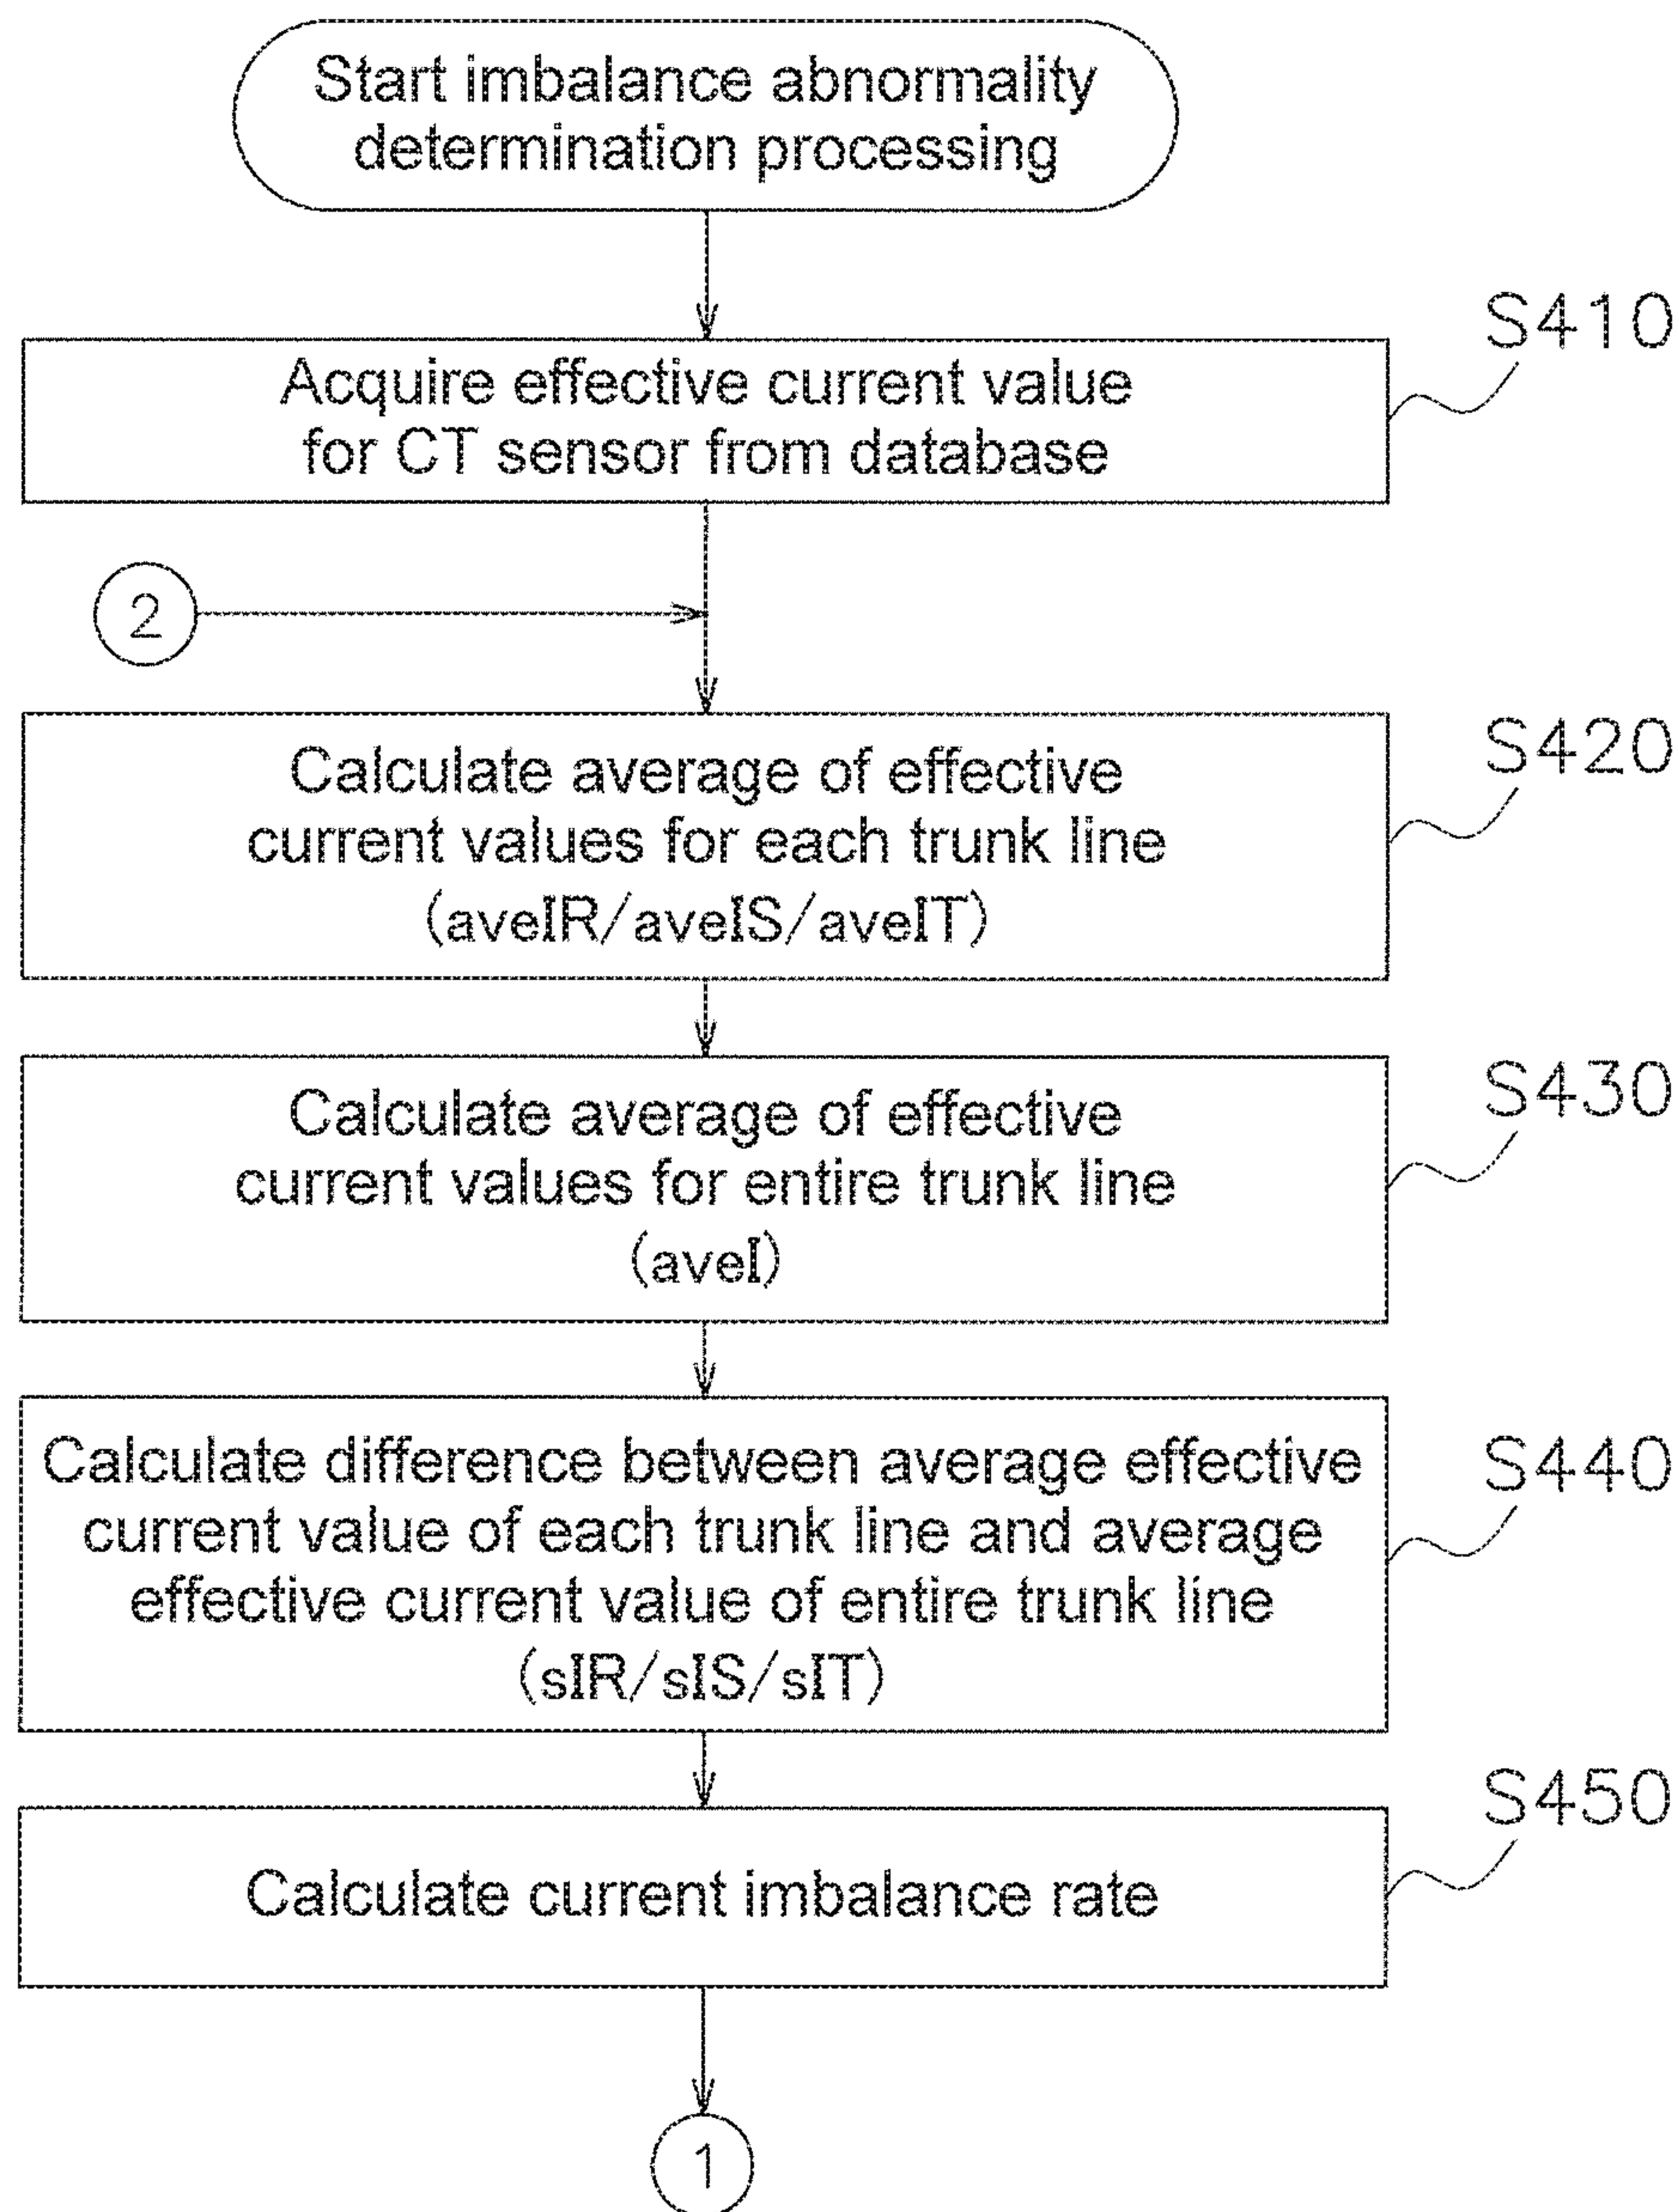 Start imbalance abnormality
determination processing
S410
Acquire effective current value
for CT sensor from database
2
S420
Calculate average of effective
current values for each trunk line
(aveIR/aveIS/aveIT)
S430
Calculate average of effective
current values for entire trunk line
(aveI)
S440
Calculate difference between average effective
current value of each trunk line and average
effective current value of entire trunk line
(sIR/sIS/sIT)
S450
Calculate current imbalance rate
1